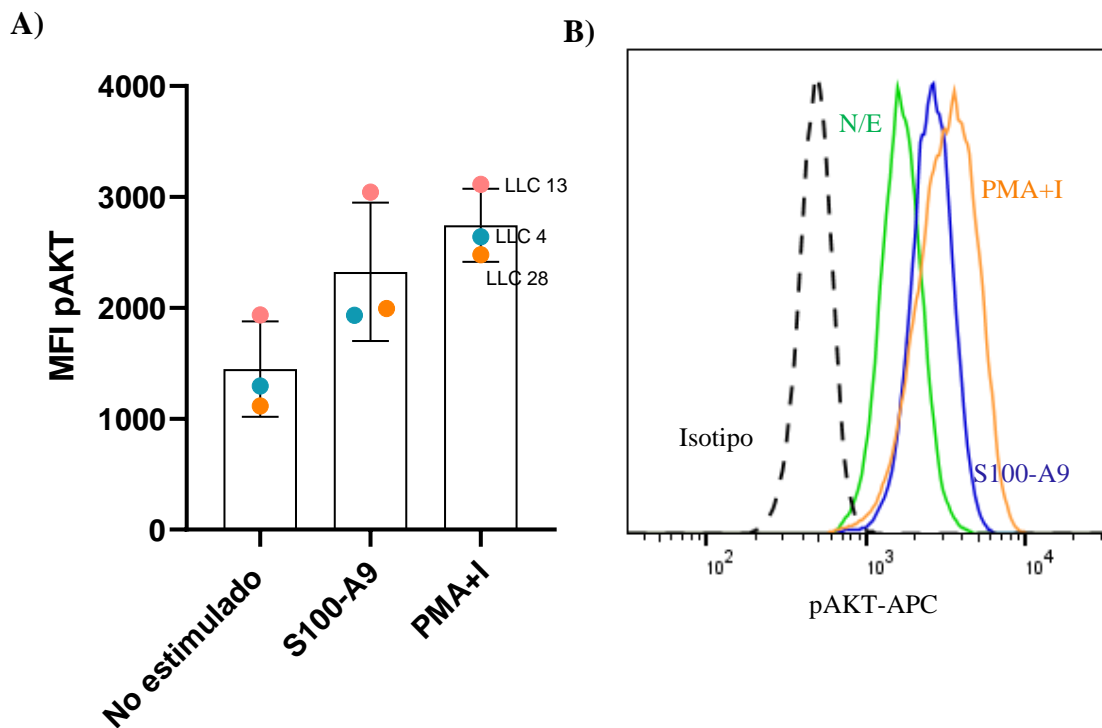 A)
MFI pAKT
4000
3000
2000
1000
0
LLC 13
LLC 4
LLC 28
No estimulado
S100-A9
PMA+I
B)
N/E
PMA+I
Isotipo
S100-A9
10²
10³
10⁴
pAKT-APC